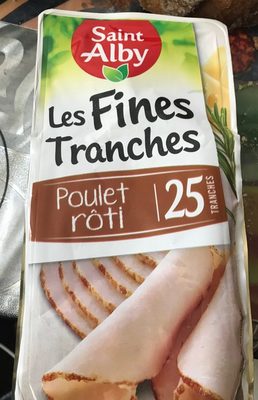 Saint
Alby
Les Fines
Tranches
Poulet
rôti
25
TRANCHES